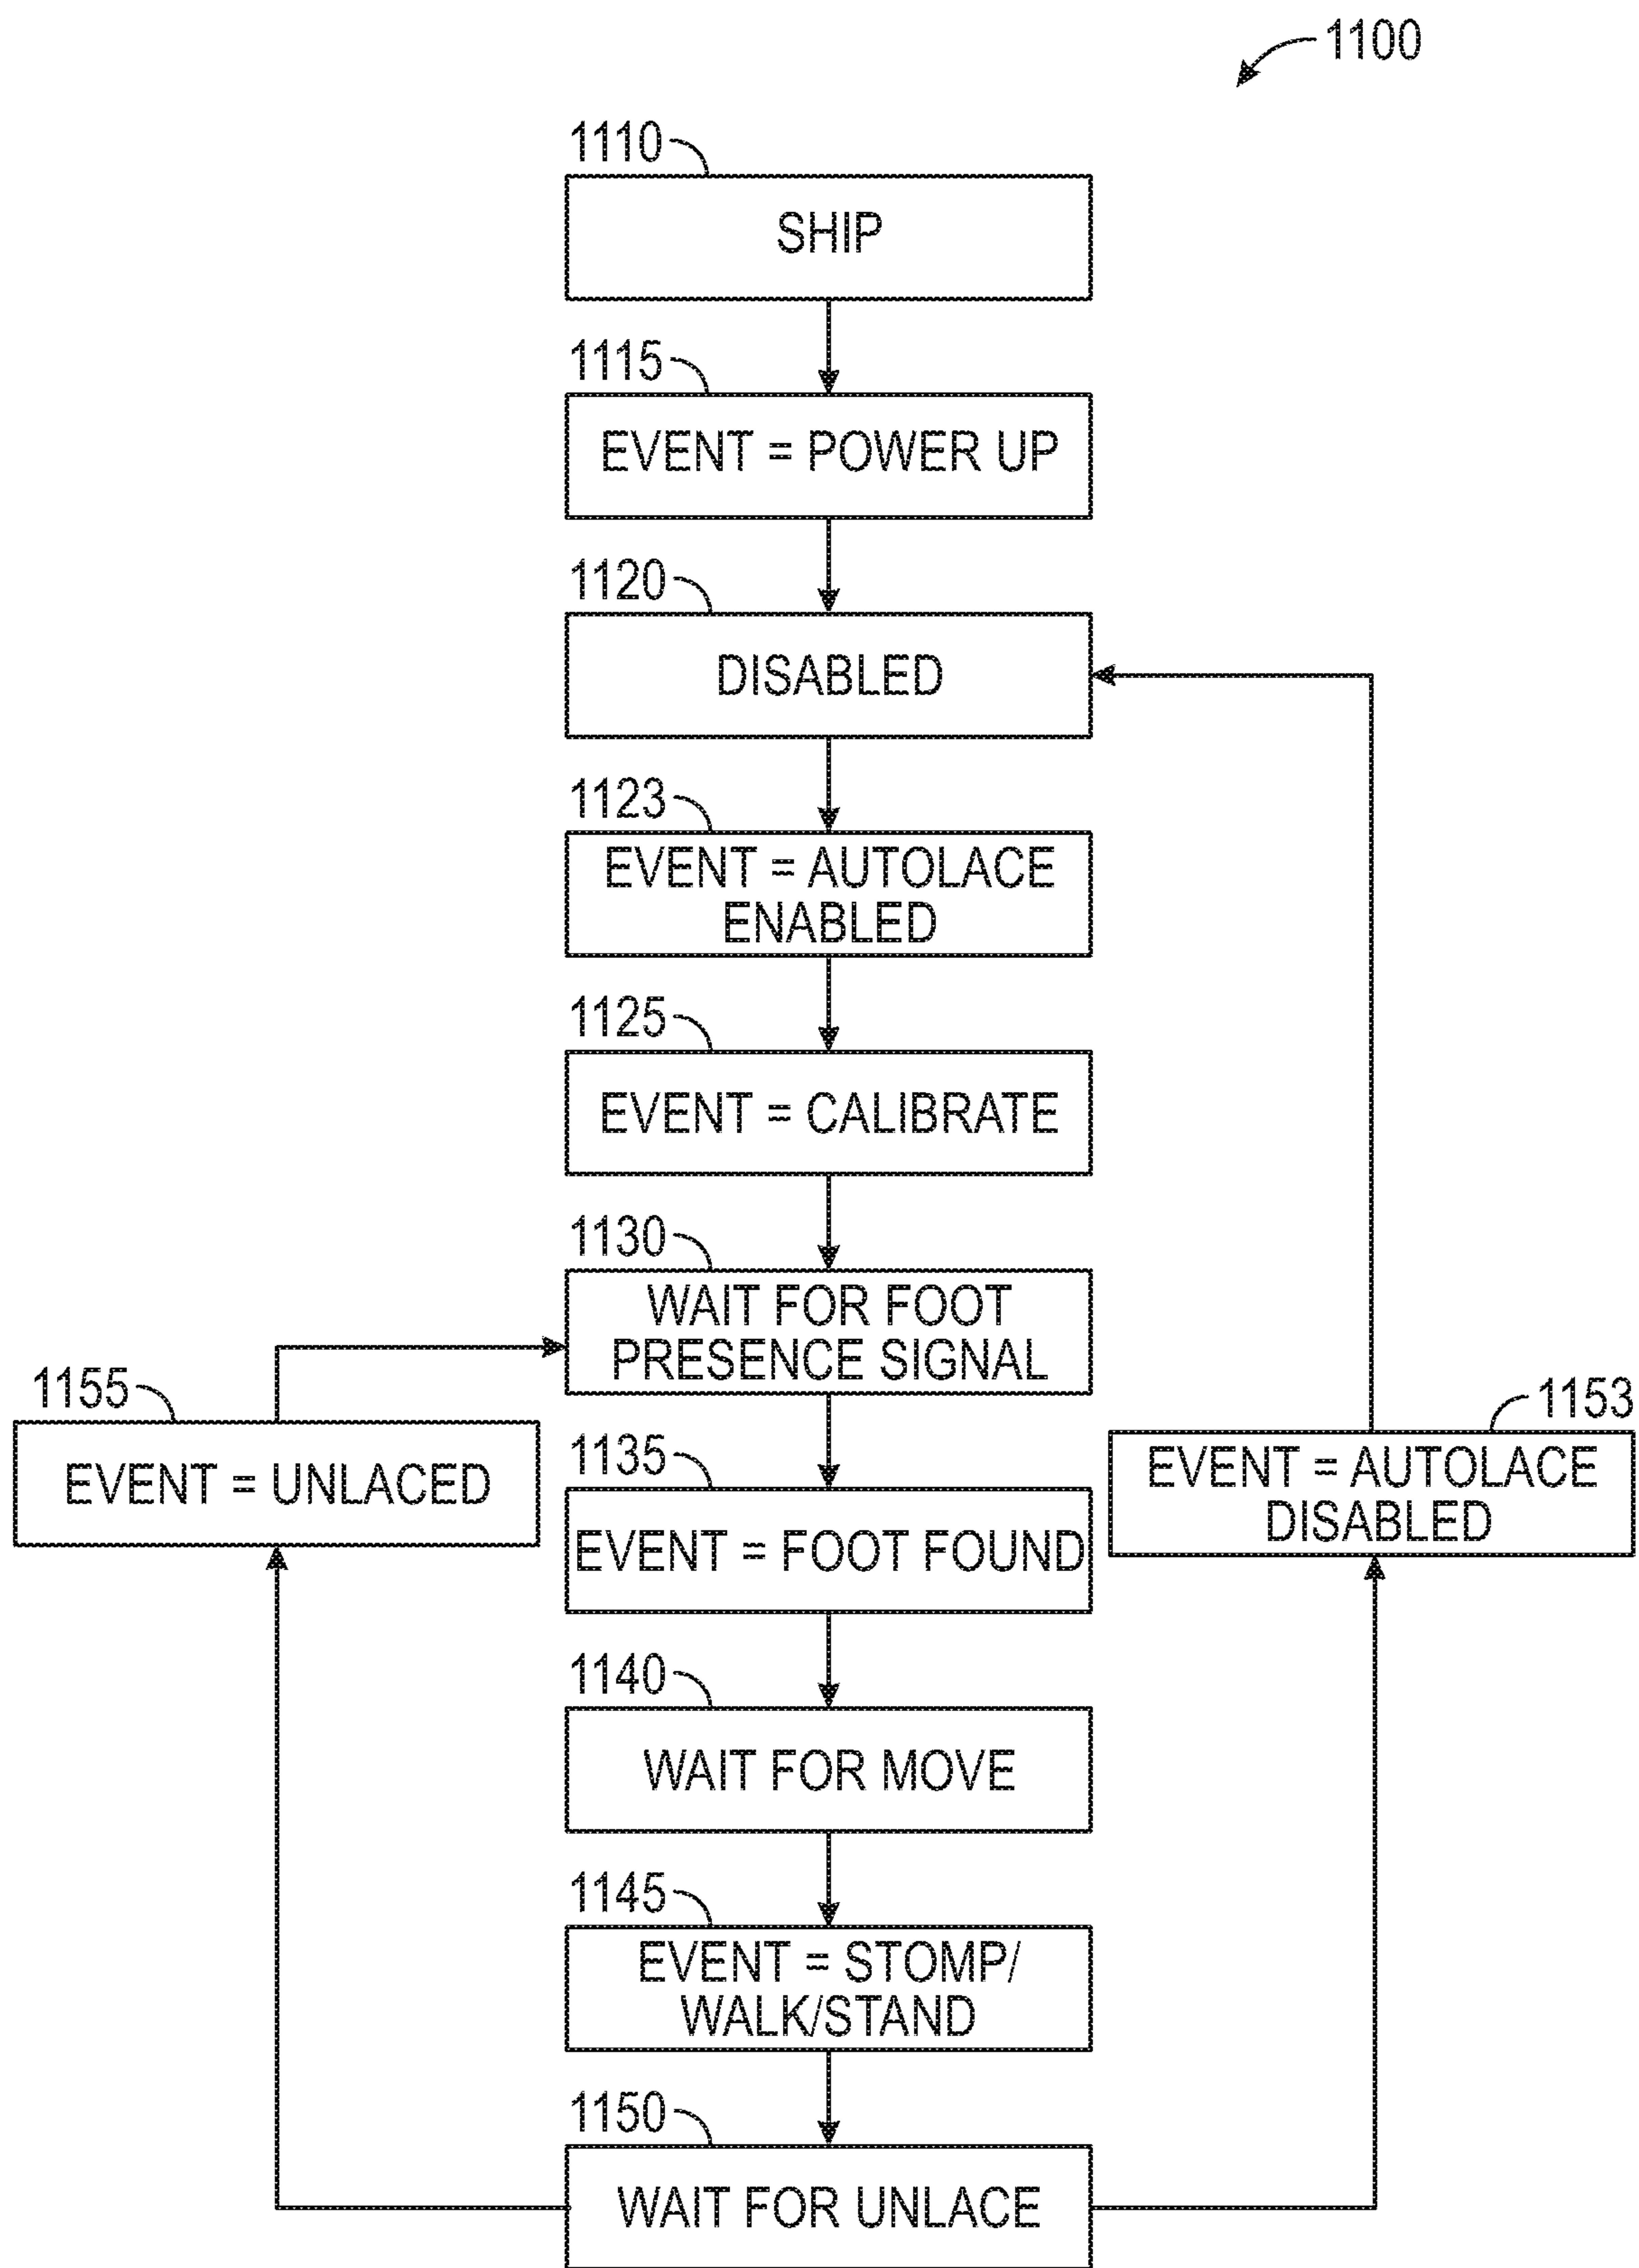 1100
1110
SHIP
1115
EVENT = POWER UP
1120
DISABLED
1123
EVENT = AUTOLACE
ENABLED
1125
EVENT = CALIBRATE
1130
WAIT FOR FOOT
PRESENCE SIGNAL
1155
EVENT = UNLACED
1135
EVENT = FOOT FOUND
1153
EVENT = AUTOLACE
DISABLED
1140
WAIT FOR MOVE
1145
EVENT = STOMP/
WALK/STAND
1150
WAIT FOR UNLACE